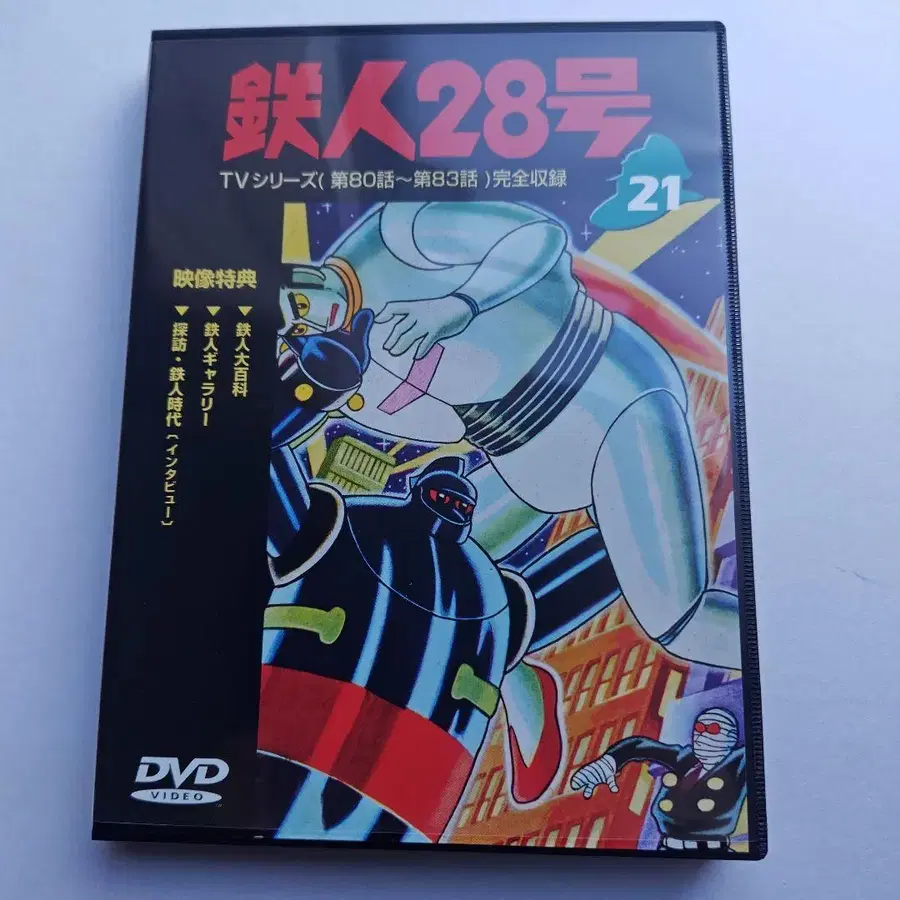 鉄人28号
TVシリーズ( 第80話～第83話 )完全収録
21
映像特典
▼鉄人大百科
▼鉄人ギャラリー
▼探訪・鉄人時代〔インタビュー〕
DVD
VIDEO